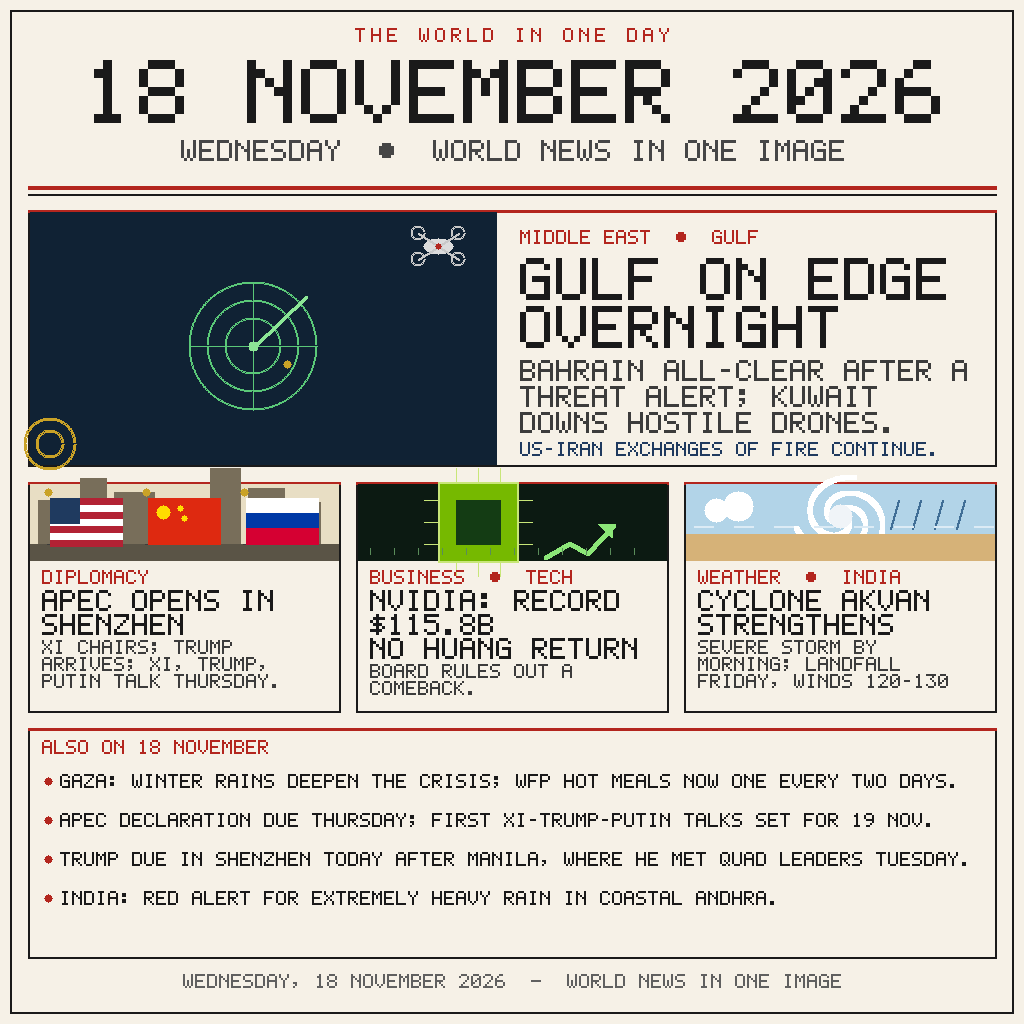 THE WORLD IN ONE DAY
18 NOVEMBER 2026
WEDNESDAY ● WORLD NEWS IN ONE IMAGE
MIDDLE EAST ● GULF
GULF ON EDGE
OVERNIGHT
BAHRAIN ALL-CLEAR AFTER A
THREAT ALERT; KUWAIT
DOWNS HOSTILE DRONES.
US-IRAN EXCHANGES OF FIRE CONTINUE.
DIPLOMACY
APEC OPENS IN
SHENZHEN
XI CHAIRS; TRUMP
ARRIVES; XI, TRUMP,
PUTIN TALK THURSDAY.
BUSINESS ● TECH
NVIDIA: RECORD
$115.8B
NO HUANG RETURN
BOARD RULES OUT A
COMEBACK.
WEATHER ● INDIA
CYCLONE AKVAN
STRENGTHENS
SEVERE STORM BY
MORNING; LANDFALL
FRIDAY, WINDS 120-130
ALSO ON 18 NOVEMBER
● GAZA: WINTER RAINS DEEPEN THE CRISIS; WFP HOT MEALS NOW ONE EVERY TWO DAYS.
● APEC DECLARATION DUE THURSDAY; FIRST XI-TRUMP-PUTIN TALKS SET FOR 19 NOV.
● TRUMP DUE IN SHENZHEN TODAY AFTER MANILA, WHERE HE MET QUAD LEADERS TUESDAY.
● INDIA: RED ALERT FOR EXTREMELY HEAVY RAIN IN COASTAL ANDHRA.
WEDNESDAY, 18 NOVEMBER 2026 – WORLD NEWS IN ONE IMAGE